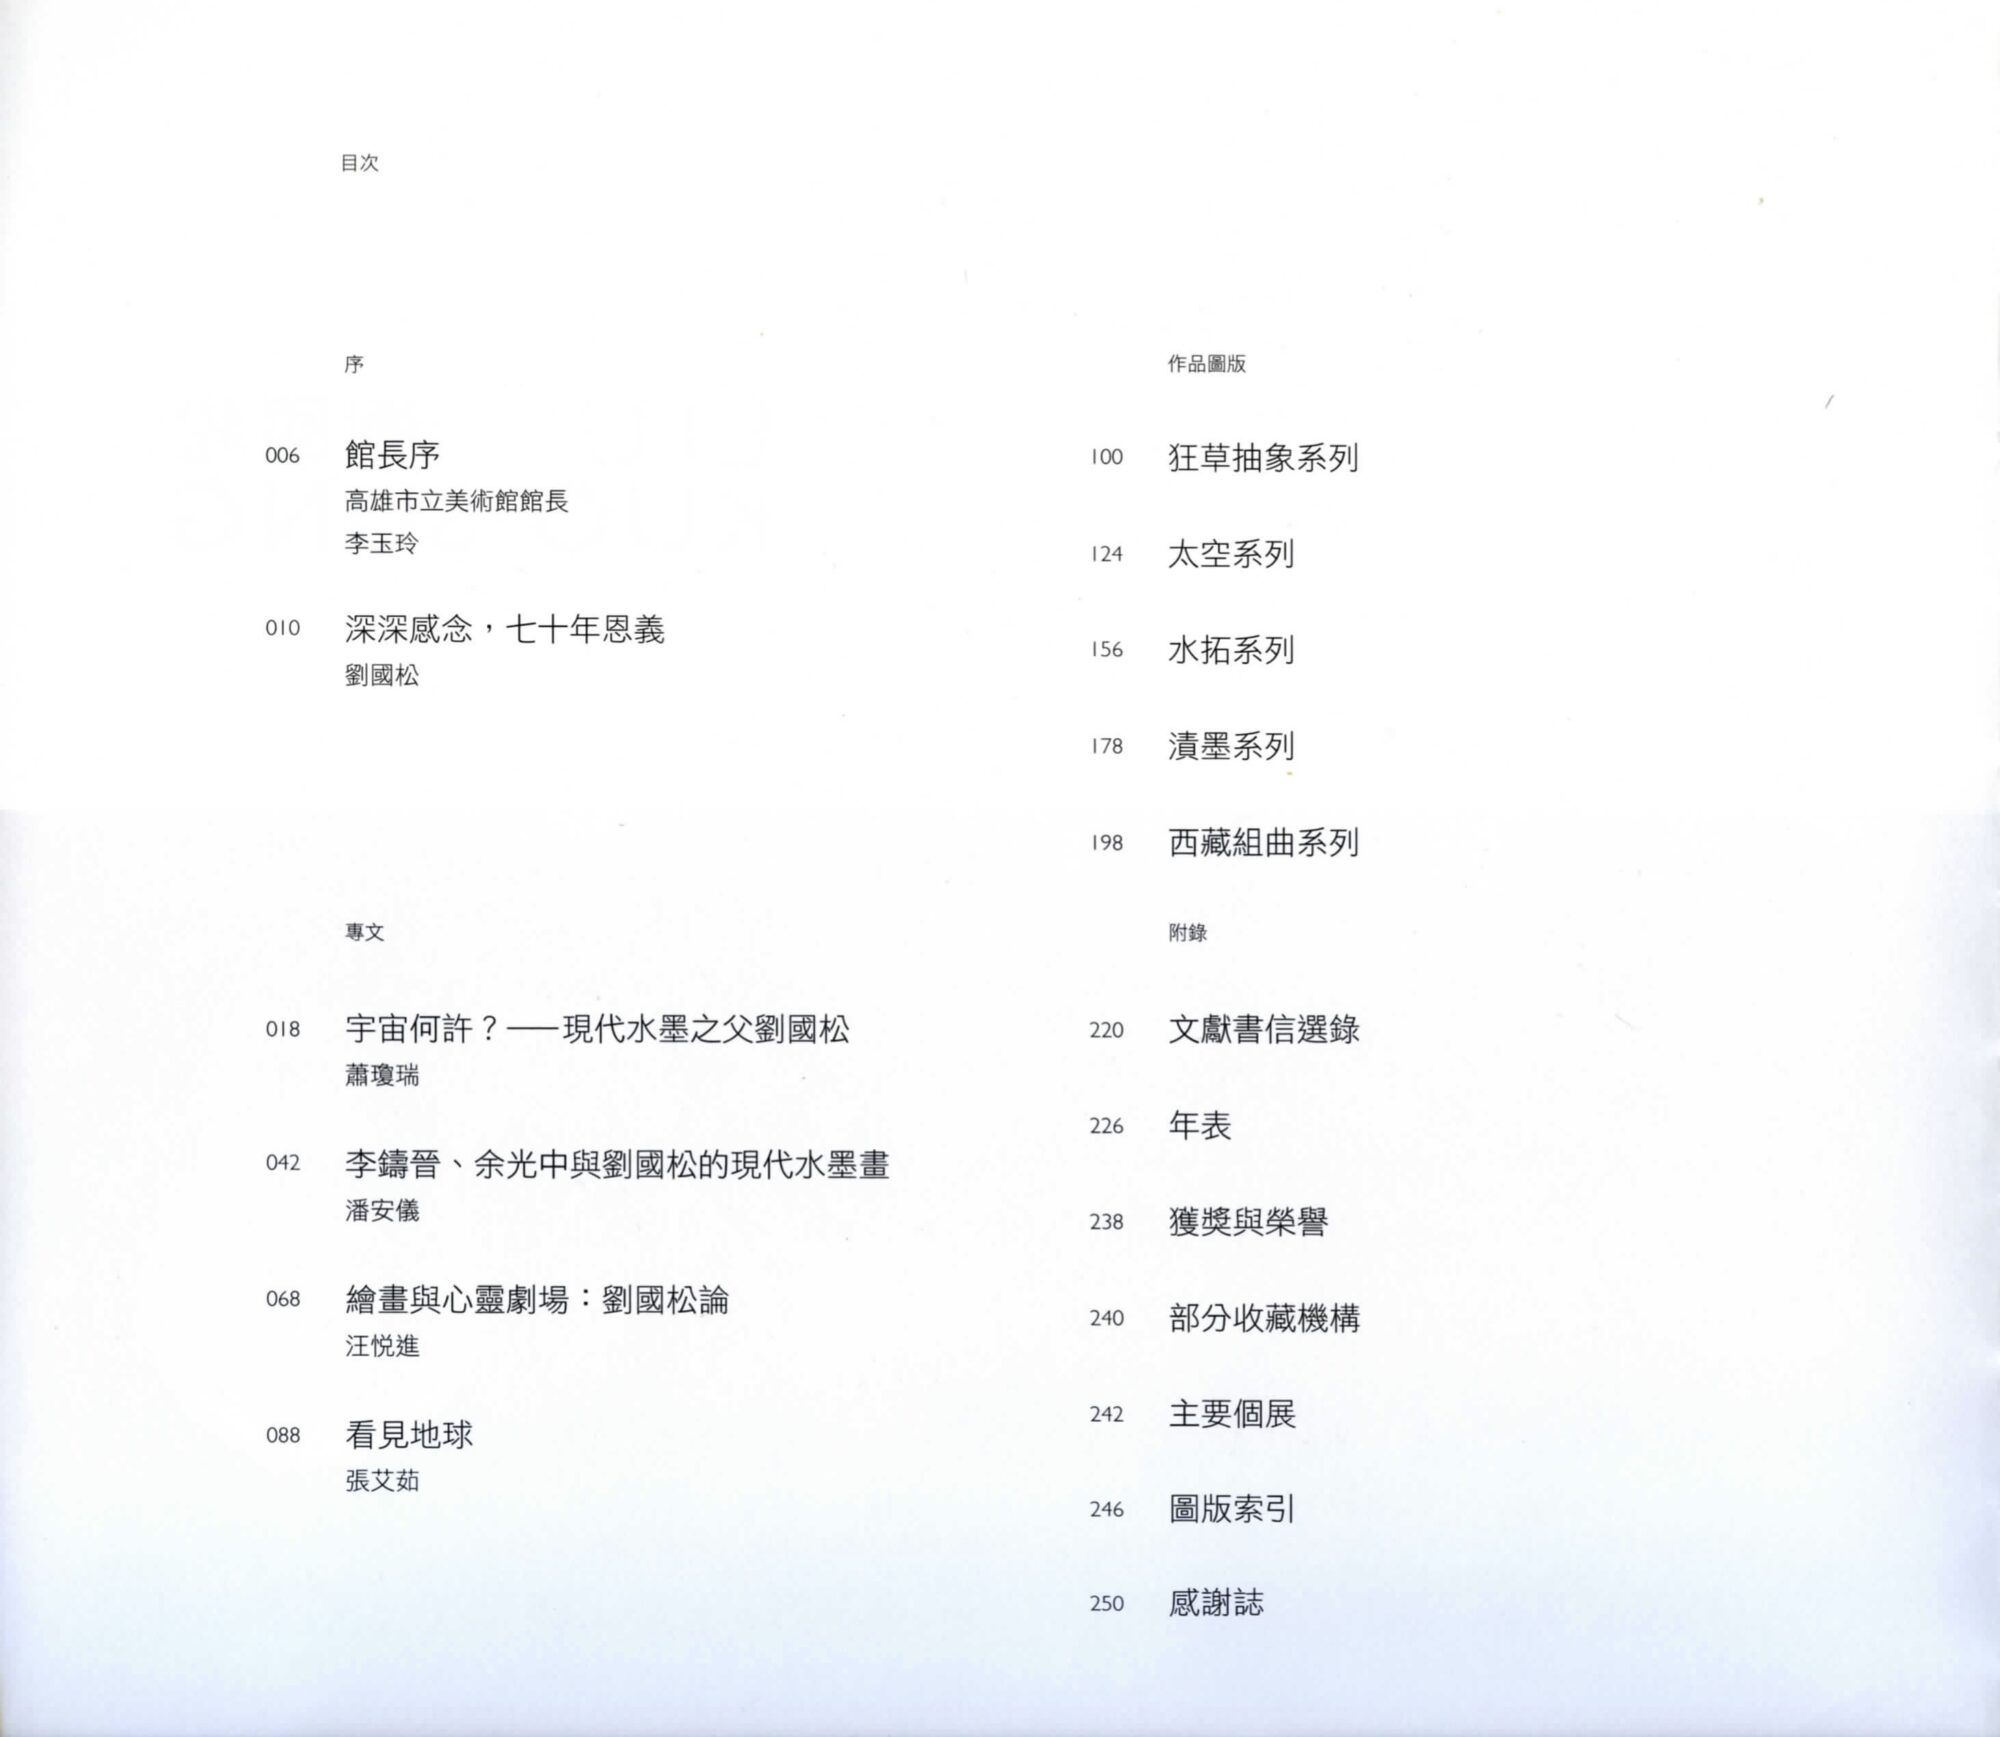 目次
序
006 館長序
高雄市立美術館館長
李玉玲
010 深深感念，七十年恩義
劉國松
專文
018 宇宙何許？——現代水墨之父劉國松
蕭瓊瑞
042 李鑄晉、余光中與劉國松的現代水墨畫
潘安儀
068 繪畫與心靈劇場：劉國松論
汪悅進
088 看見地球
張艾茹
作品圖版
100 狂草抽象系列
124 太空系列
156 水拓系列
178 漬墨系列
198 西藏組曲系列
附錄
220 文獻書信選錄
226 年表
238 獲獎與榮譽
240 部分收藏機構
242 主要個展
246 圖版索引
250 感謝誌